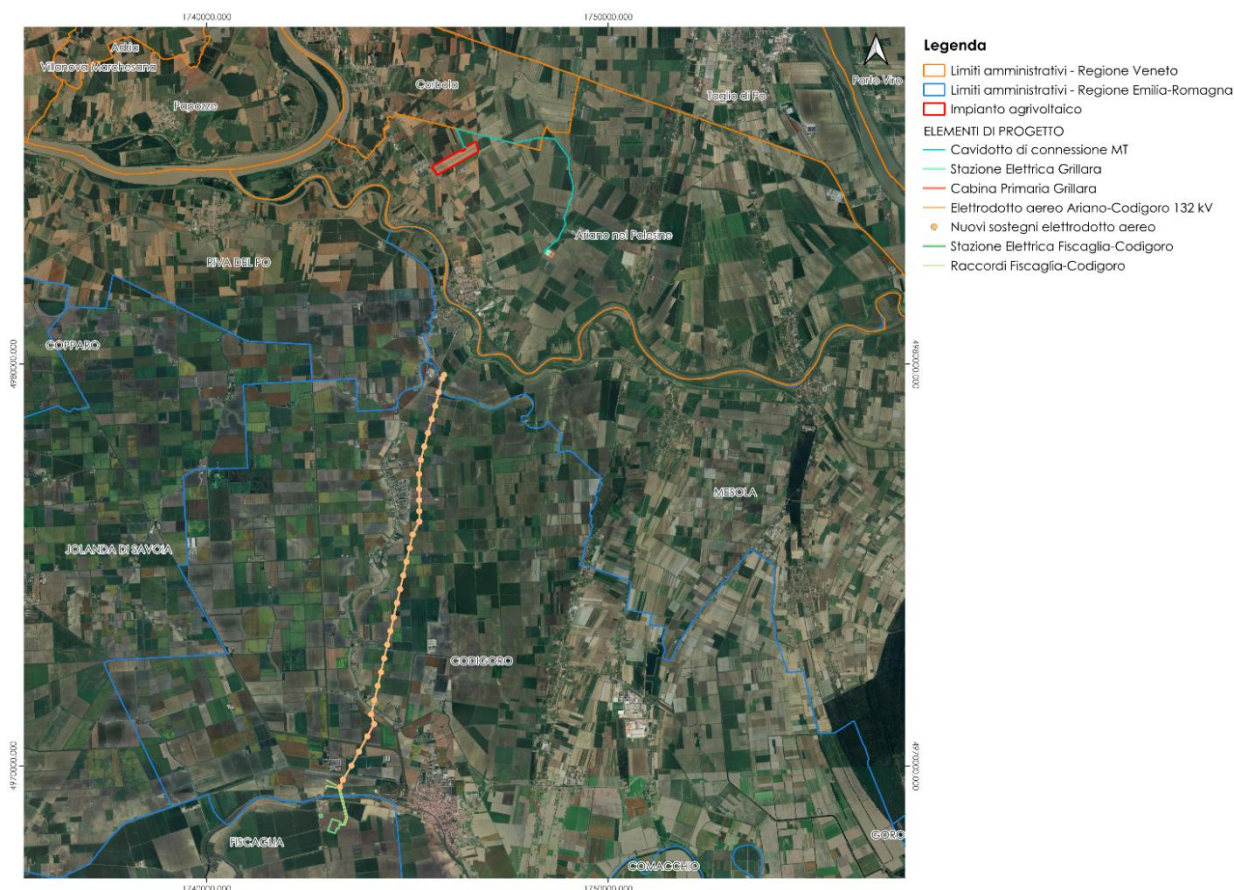 1740000.000
1750000.000
Adria
Villanova Marchesana
Papozze
Corbola
Taglio di Po
Porto Viro
Ariano nel Polesine
RIVA DEL PO
COPPARO
4980000.000
4980000.000
MESOLA
JOLANDA DI SAVOIA
CODIGORO
4970000.000
4970000.000
FISCAGLIA
GORO
COMACCHIO
1740000.000
1750000.000
Legenda
Limiti amministrativi - Regione Veneto
Limiti amministrativi - Regione Emilia-Romagna
Impianto agrivoltaico
ELEMENTI DI PROGETTO
Cavidotto di connessione MT
Stazione Elettrica Grillara
Cabina Primaria Grillara
Elettrodotto aereo Ariano-Codigoro 132 kV
Nuovi sostegni elettrodotto aereo
Stazione Elettrica Fiscaglia-Codigoro
Raccordi Fiscaglia-Codigoro